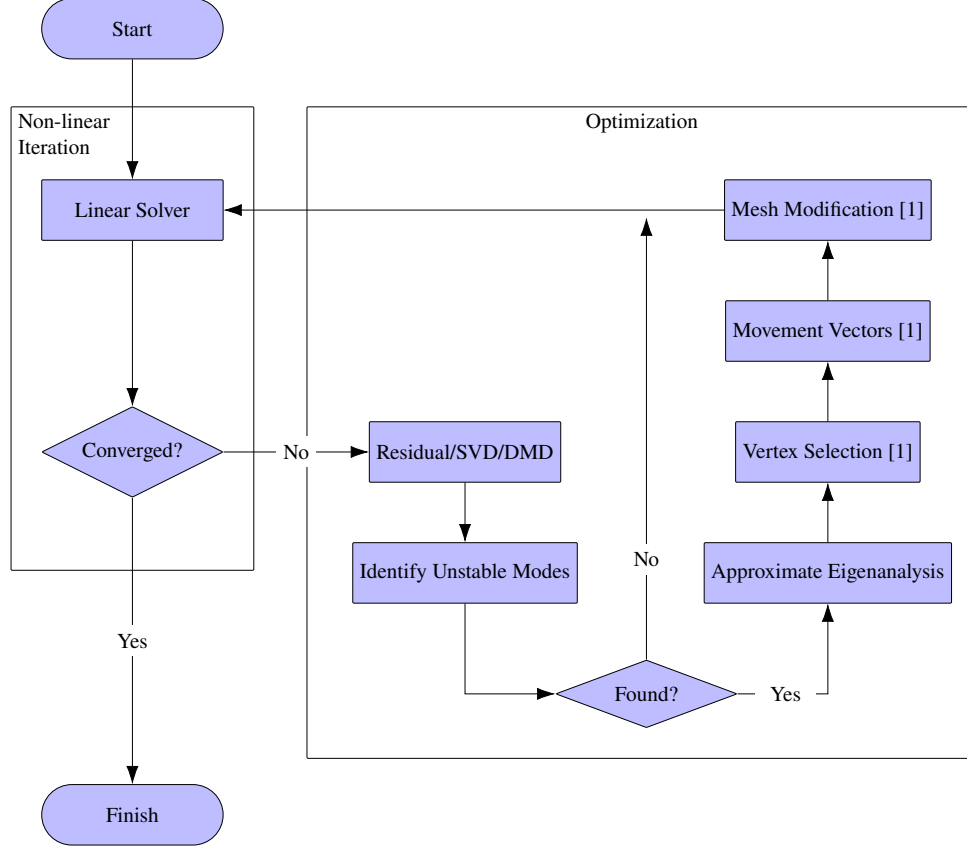 Start
Non-linear
Iteration
Optimization
Linear Solver
Mesh Modification [1]
Movement Vectors [1]
Converged?
No
Residual/SVD/DMD
Vertex Selection [1]
Identify Unstable Modes
No
Approximate Eigenanalysis
Yes
Found?
Yes
Finish